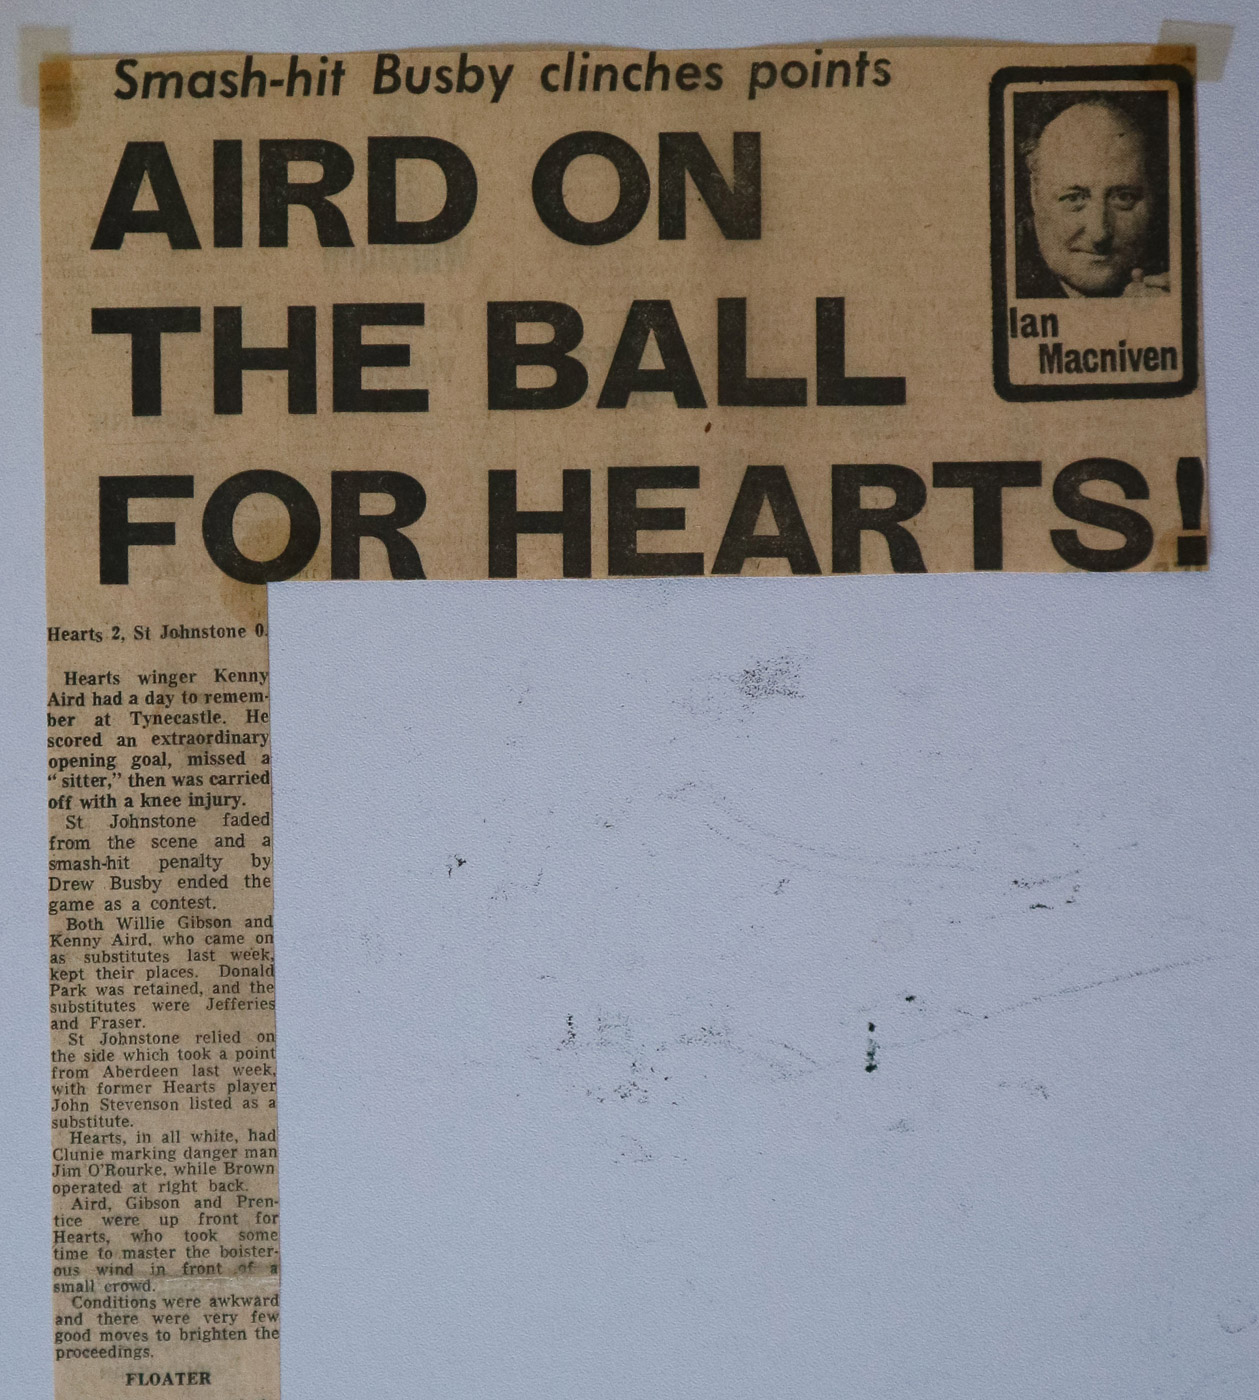 Smash-hit Busby clinches points
AIRD ON
THE BALL
FOR HEARTS!
Ian
Macniven
Hearts 2, St Johnstone 0.
Hearts winger Kenny
Aird had a day to remem-
ber at Tynecastle. He
scored an extraordinary
opening goal, missed a
“ sitter,” then was carried
off with a knee injury.
St Johnstone faded
from the scene and a
smash-hit penalty by
Drew Busby ended the
game as a contest.
Both Willie Gibson and
Kenny Aird, who came on
as substitutes last week,
kept their places. Donald
Park was retained, and the
substitutes were Jefferies
and Fraser.
St Johnstone relied on
the side which took a point
from Aberdeen last week,
with former Hearts player
John Stevenson listed as a
substitute.
Hearts, in all white, had
Clunie marking danger man
Jim O'Rourke, while Brown
operated at right back.
Aird, Gibson and Pren-
tice were up front for
Hearts, who took some
time to master the boister-
ous wind in front of a
small crowd.
Conditions were awkward
and there were very few
good moves to brighten the
proceedings.
FLOATER